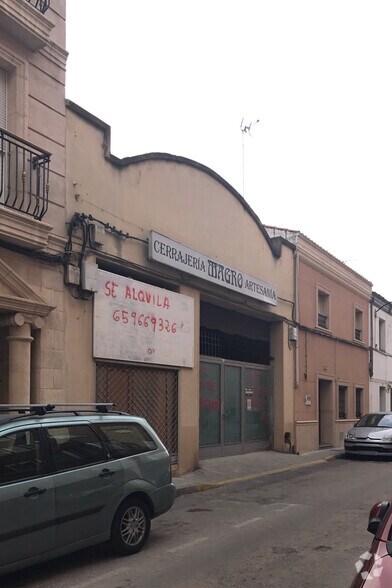 CERRAJERÍA MAGRO ARTESANÍA
SE ALQUILA
659669326